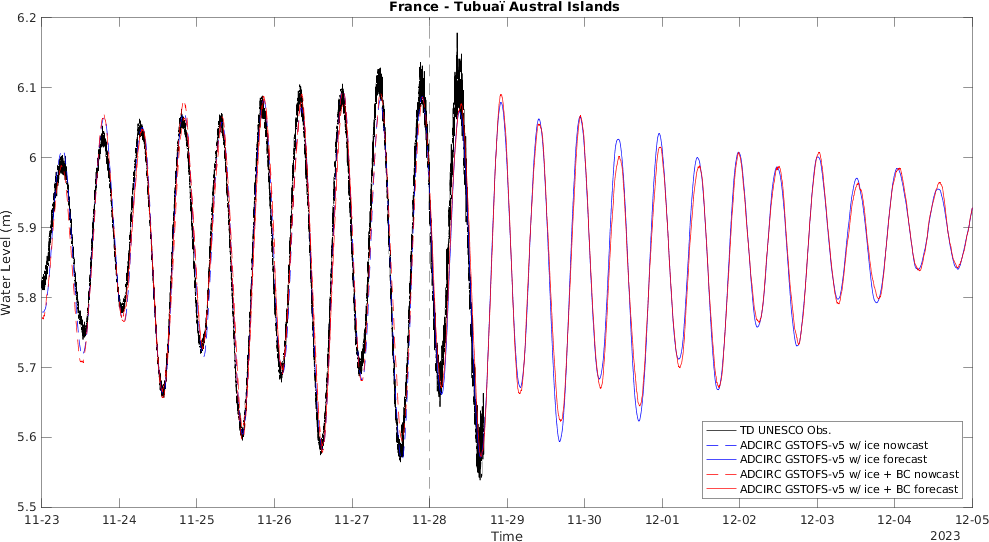 France - Tubuaï Austral Islands
6.2
6.1
6
5.9
5.8
5.7
5.6
5.5
Water Level (m)
TD UNESCO Obs.
ADCIRC GSTOFS-v5 w/ ice nowcast
ADCIRC GSTOFS-v5 w/ ice forecast
ADCIRC GSTOFS-v5 w/ ice + BC nowcast
ADCIRC GSTOFS-v5 w/ ice + BC forecast
11-23 11-24 11-25 11-26 11-27 11-28 11-29 11-30 12-01 12-02 12-03 12-04 12-05
Time
2023